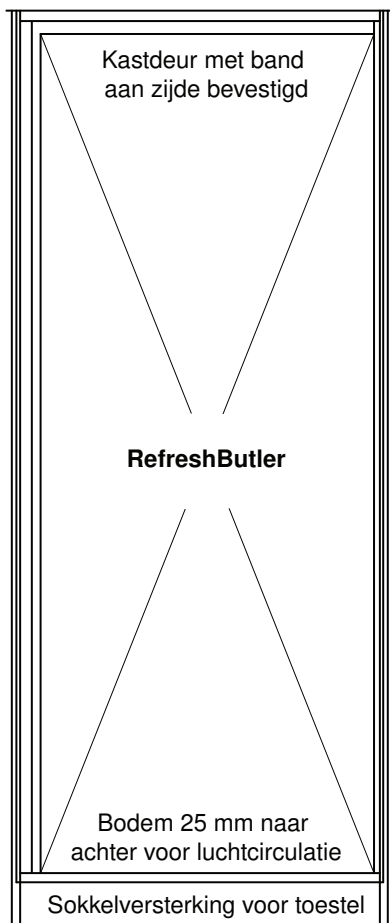 Kastdeur met band
aan zijde bevestigd
RefreshButler
Bodem 25 mm naar
achter voor luchtcirculatie
Sokkelversterking voor toestel